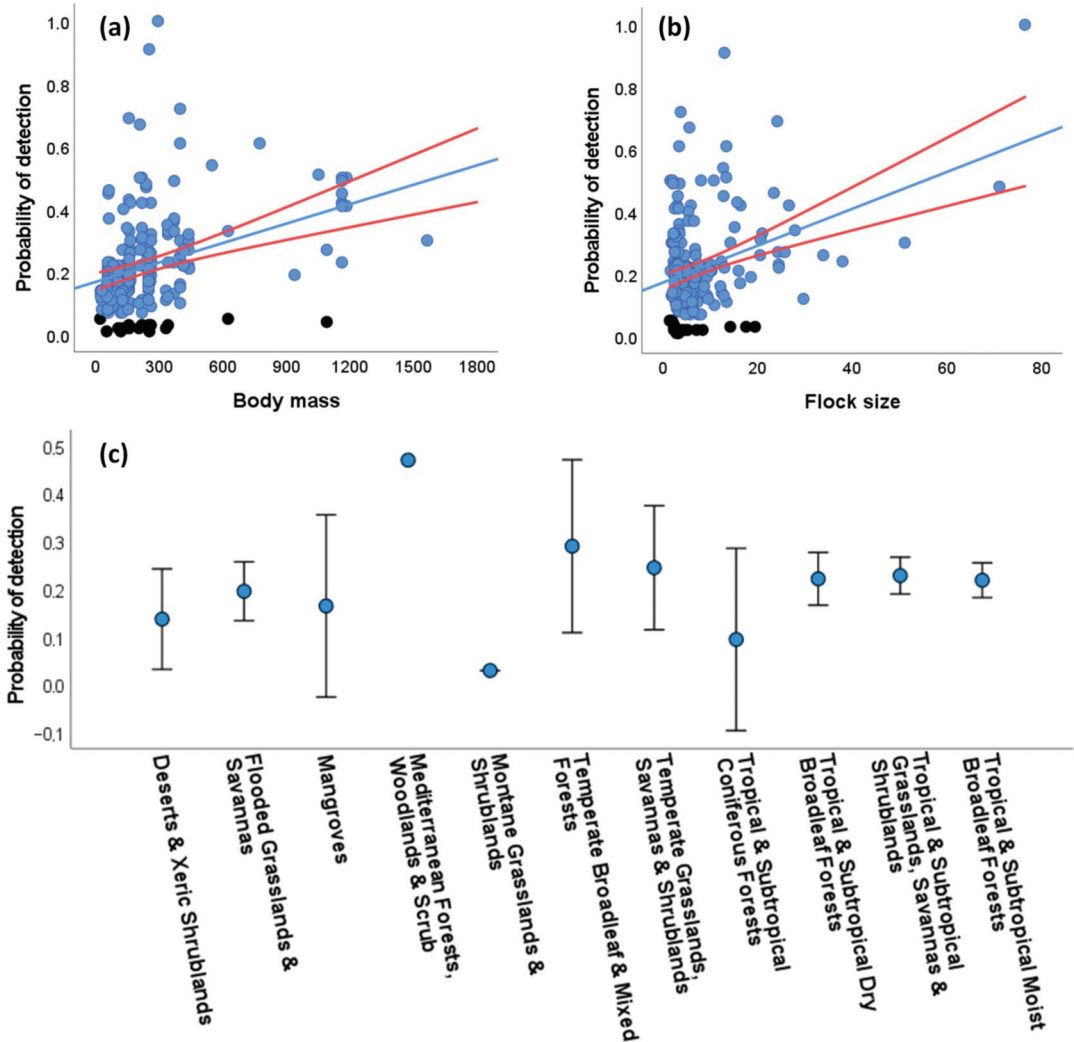 (a)
Probability of detection
1.0
0.8
0.6
0.4
0.2
0.0
0 300 600 900 1200 1500 1800
Body mass
(b)
Probability of detection
1.0
0.8
0.6
0.4
0.2
0.0
0 20 40 60 80
Flock size
(c)
Probability of detection
0.5
0.4
0.3
0.2
0.1
0.0
−0.1
Deserts & Xeric Shrublands
Flooded Grasslands &
Savannas
Mangroves
Mediterranean Forests,
Woodlands & Scrub
Montane Grasslands &
Shrublands
Temperate Broadleaf & Mixed
Forests
Temperate Grasslands,
Savannas & Shrublands
Tropical & Subtropical
Coniferous Forests
Tropical & Subtropical Dry
Broadleaf Forests
Tropical & Subtropical
Grasslands, Savannas &
Shrublands
Tropical & Subtropical Moist
Broadleaf Forests